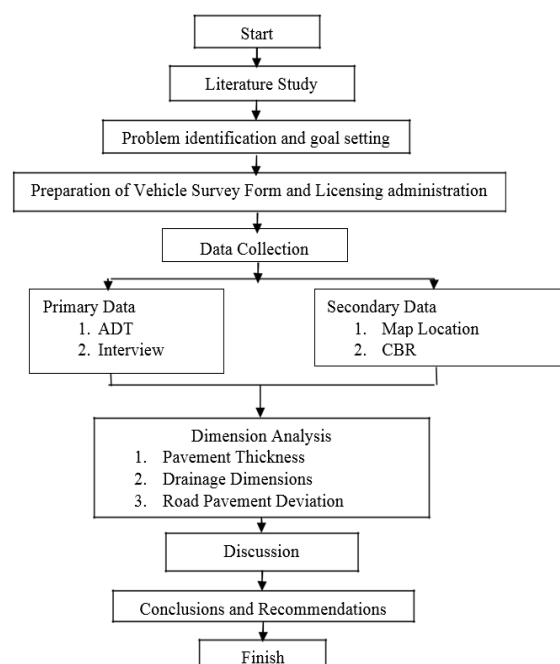 Start
Literature Study
Problem identification and goal setting
Preparation of Vehicle Survey Form and Licensing administration
Data Collection
Primary Data
1. ADT
2. Interview
Secondary Data
1. Map Location
2. CBR
Dimension Analysis
1. Pavement Thickness
2. Drainage Dimensions
3. Road Pavement Deviation
Discussion
Conclusions and Recommendations
Finish